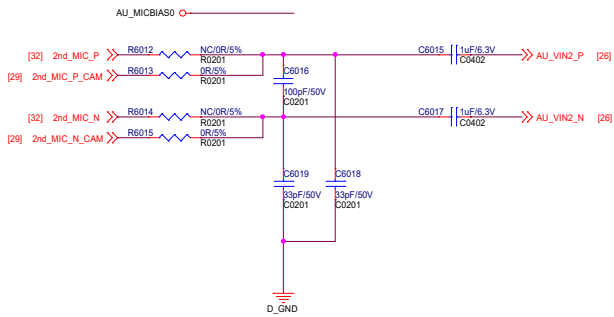 AU_MICBIAS0
[32] 2nd_MIC_P R6012 NC/0R/5% C6015 1uF/6.3V AU_VIN2_P [26]
R0201 C0402
[29] 2nd_MIC_P_CAM R6013 0R/5% C6016
R0201 100pF/50V
C0201
[32] 2nd_MIC_N R6014 NC/0R/5% C6017 1uF/6.3V AU_VIN2_N [26]
R0201 C0402
[29] 2nd_MIC_N_CAM R6015 0R/5%
R0201
C6019 C6018
33pF/50V 33pF/50V
C0201 C0201
D_GND